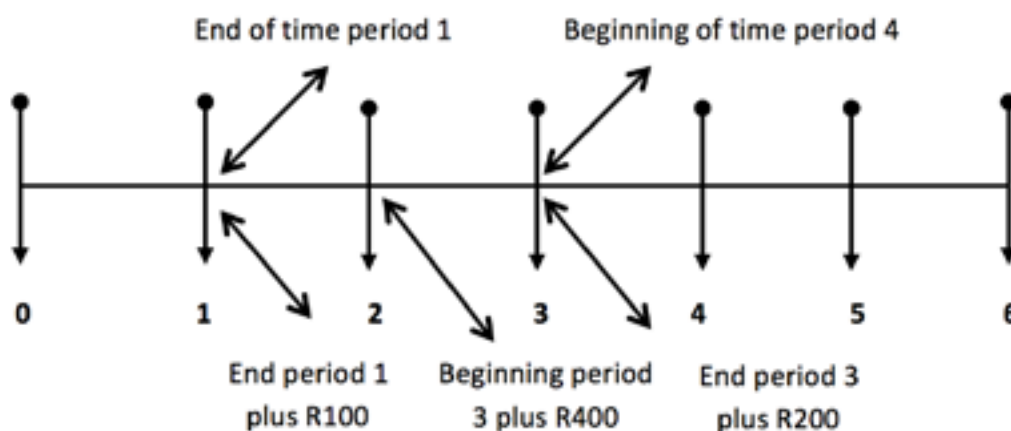 End of time period 1 Beginning of time period 4
0 1 2 3 4 5 6
End period 1 Beginning period End period 3
plus R100 3 plus R400 plus R200